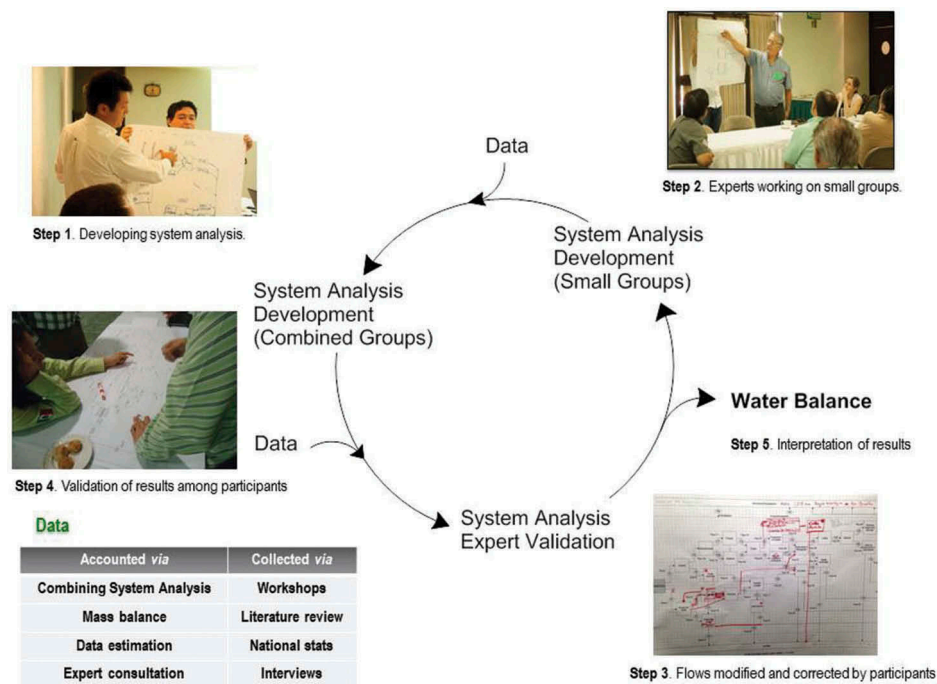 Data
Step 2. Experts working on small groups.
Step 1. Developing system analysis.
System Analysis
Development
(Small Groups)
System Analysis
Development
(Combined Groups)
Data
Water Balance
Step 5. Interpretation of results
Step 4. Validation of results among participants
System Analysis
Expert Validation
Data
Accounted via Collected via
Combining System Analysis Workshops
Mass balance Literature review
Data estimation National stats
Expert consultation Interviews
Step 3. Flows modified and corrected by participants